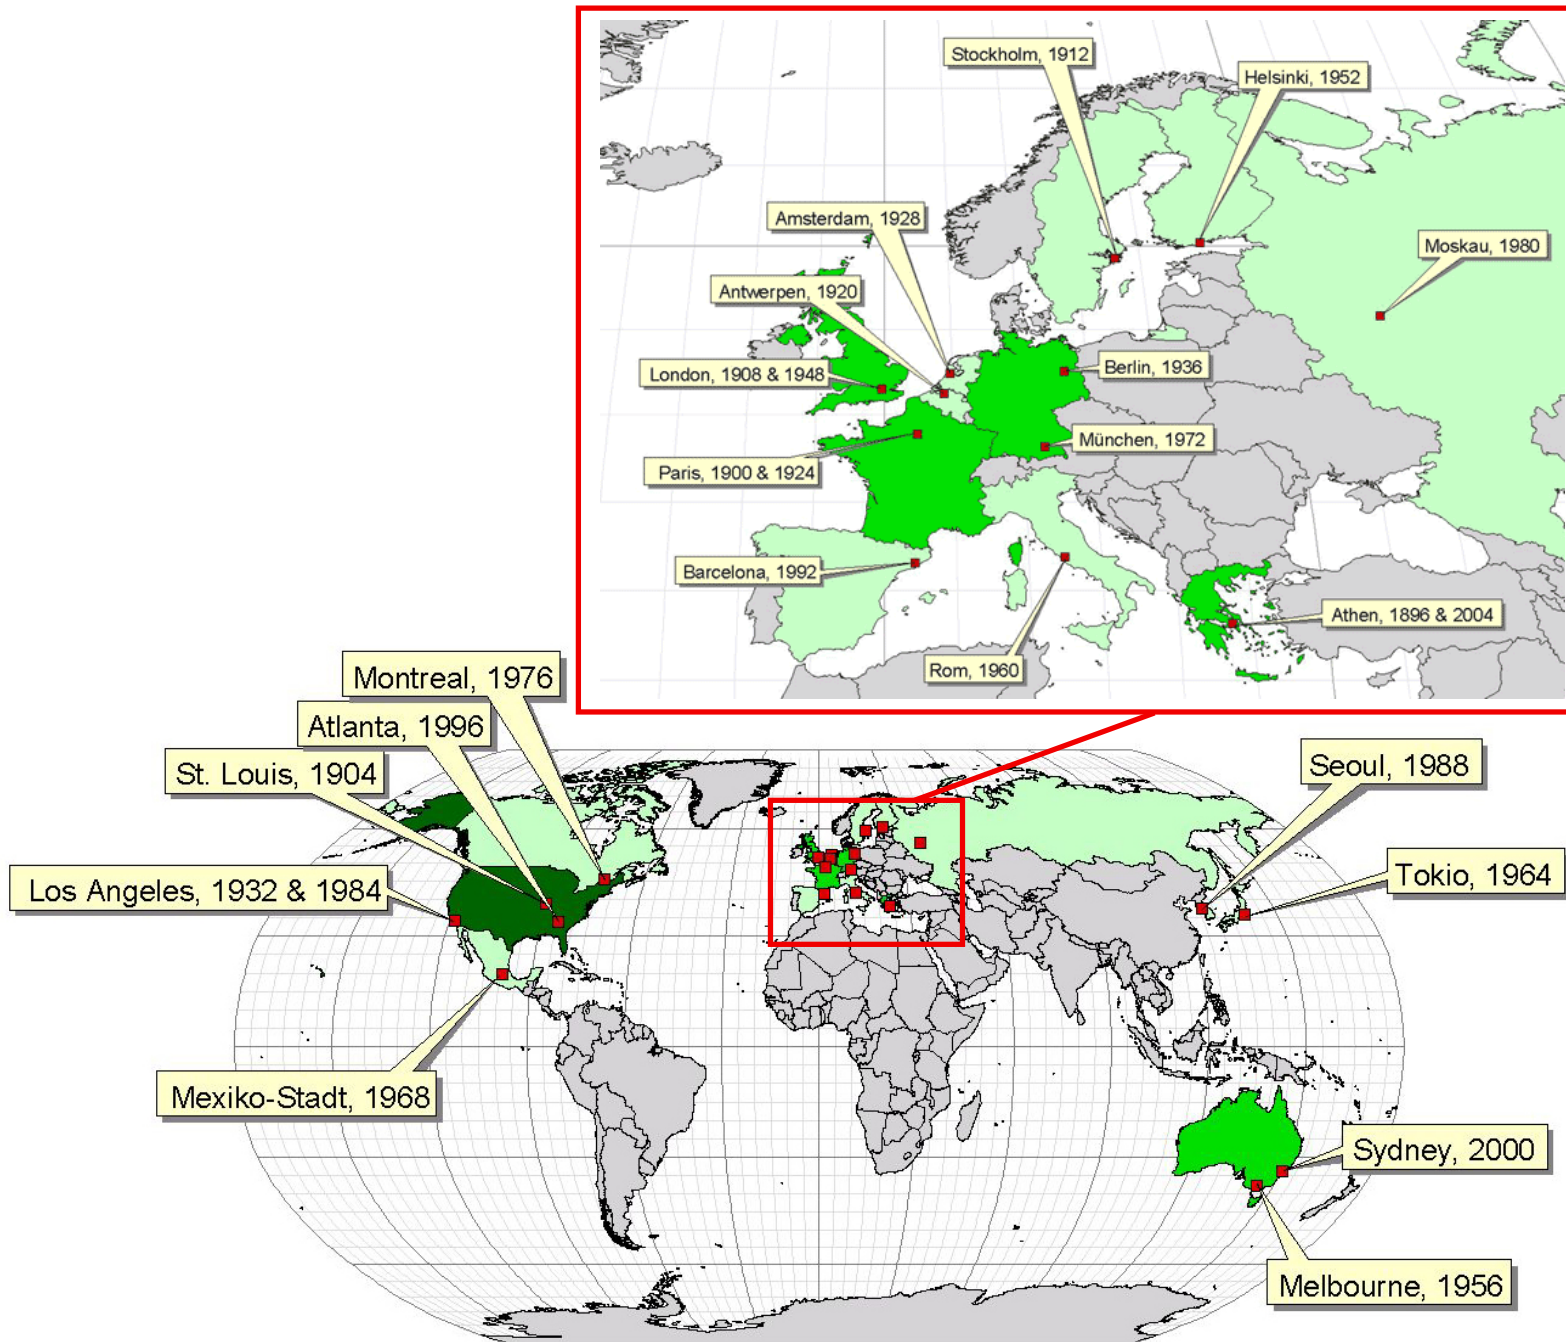 Stockholm, 1912
Helsinki, 1952
Amsterdam, 1928
Moskau, 1980
Antwerpen, 1920
London, 1908 & 1948
Berlin, 1936
München, 1972
Paris, 1900 & 1924
Barcelona, 1992
Athen, 1896 & 2004
Rom, 1960
Montreal, 1976
Atlanta, 1996
St. Louis, 1904
Seoul, 1988
Los Angeles, 1932 & 1984
Tokio, 1964
Mexiko-Stadt, 1968
Sydney, 2000
Melbourne, 1956